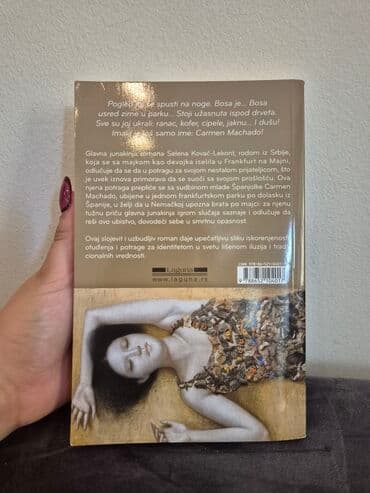 Pogled joj se spusti na noge. Bosa je... Bosa
usred zime u parku... Stoji užasnuta ispod drveta.
Sve su joj ukrali: ranac, kofer, cipele, jaknu... I dušu!
Imala je još samo ime: Carmen Machado!
Glavna junakinja romana Selena Kovač-Lekont, rodom iz Srbije,
koja se sa majkom kao devojka iselila u Frankfurt na Majni,
odlučuje da se da u potragu za svojom nestalom prijateljicom, što
je uvek iznova primorava da se suoči sa svojom prošlošću. Ova
njena potraga prepliće se sa sudbinom mlade Španjolke Carmen
Machado, ubijene u jednom frankfurtskom parku po dolasku iz
Španije, u želji da u Nemačkoj upozna brata po majci: za njenu
tužnu priču glavna junakinja igrom slučaja saznaje i odlučuje da
reši ovo ubistvo, dovodeći sebe u smrtnu opasnost.
Ovaj slojevit i uzbudljiv roman daje upečatljivu sliku iskorenjenosti,
otuđenja i potrage za identitetom u svetu lišenom iluzija i tradi-
cionalnih vrednosti.
Laguna
www.laguna.rs
9 788652 104017